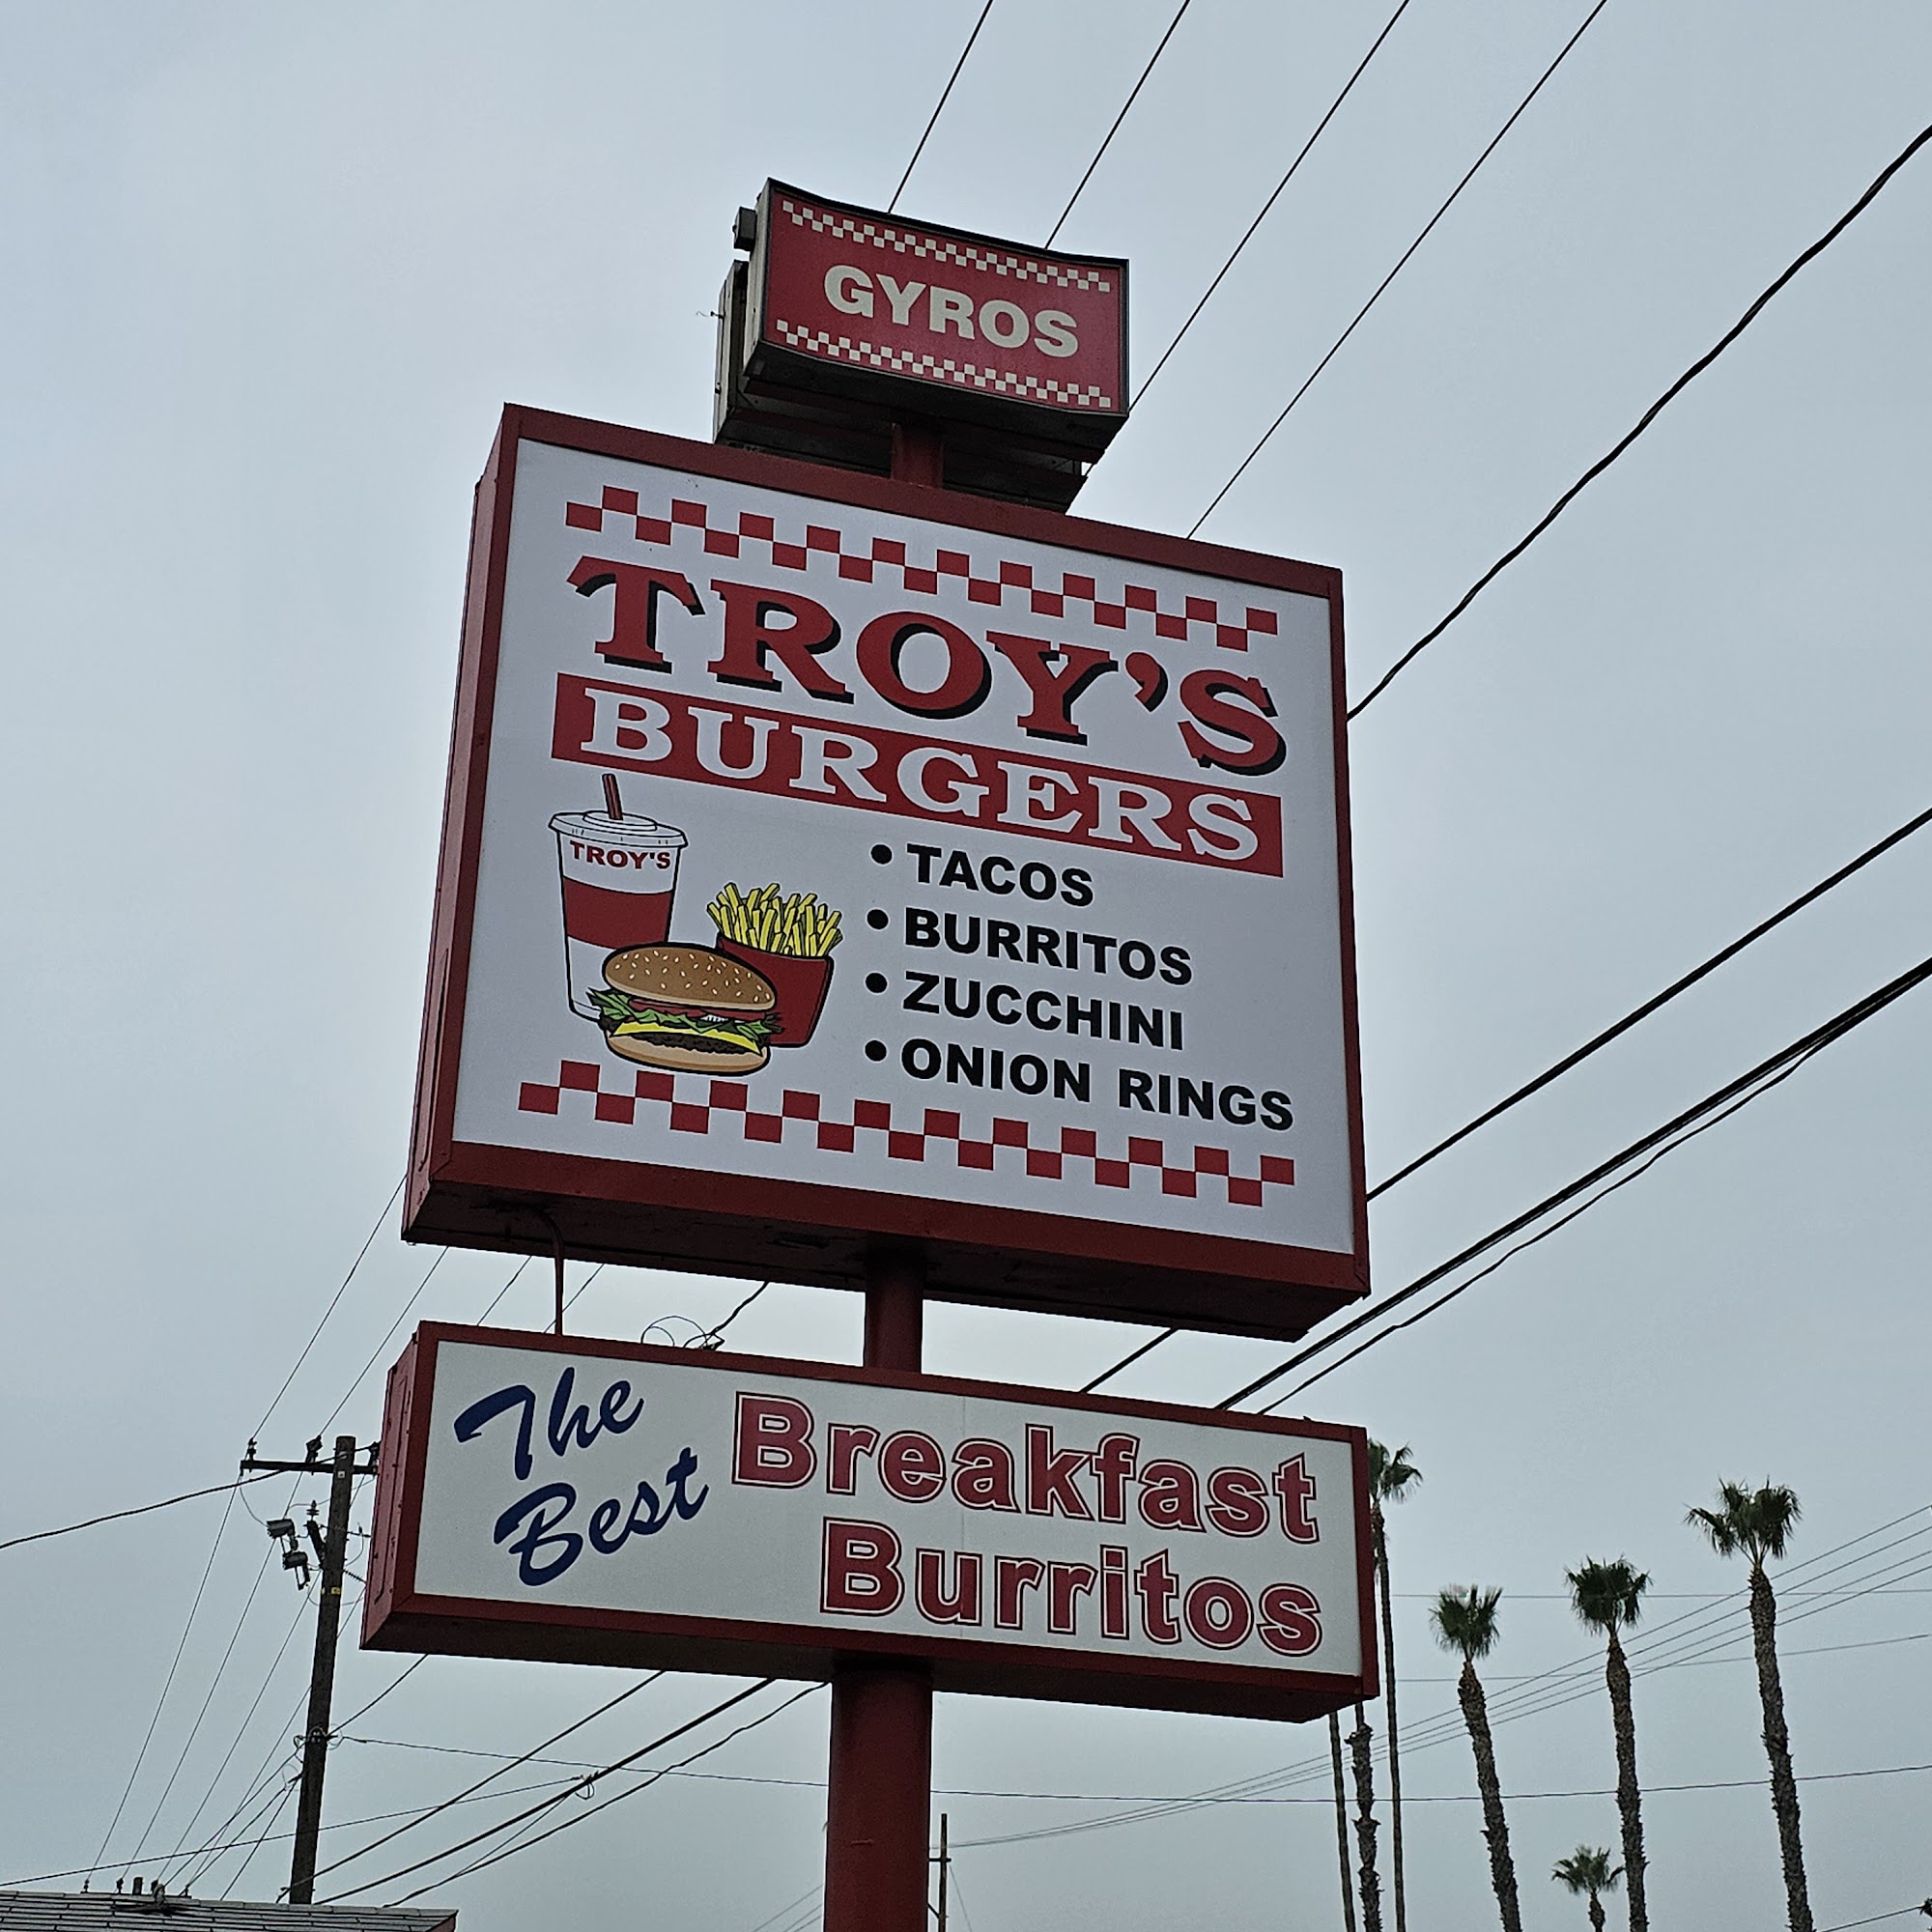 GYROS
TROY'S
BURGERS
TROY'S
• TACOS
• BURRITOS
• ZUCCHINI
• ONION RINGS
The
Best
Breakfast
Burritos